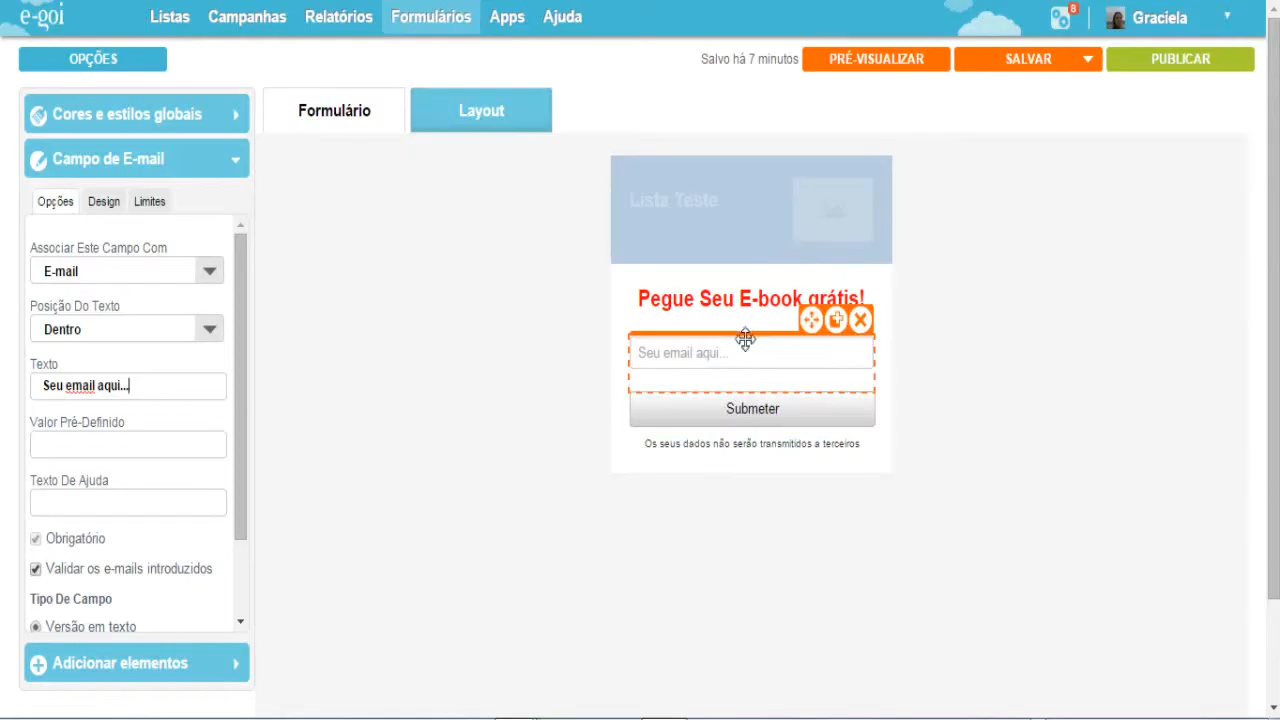 e-goi
Listas Campanhas Relatórios Formulários Apps Ajuda
8
Graciela
OPÇÕES
Salvo há 7 minutos
PRÉ-VISUALIZAR
SALVAR
PUBLICAR
Cores e estilos globais
Campo de E-mail
Opções Design Limites
Associar Este Campo Com
E-mail
Posição Do Texto
Dentro
Texto
Seu email aqui...
Valor Pré-Definido
Texto De Ajuda
Obrigatório
Validar os e-mails introduzidos
Tipo De Campo
Versão em texto
Adicionar elementos
Formulário
Layout
Lista Teste
Pegue Seu E-book grátis!
Seu email aqui...
Submeter
Os seus dados não serão transmitidos a terceiros